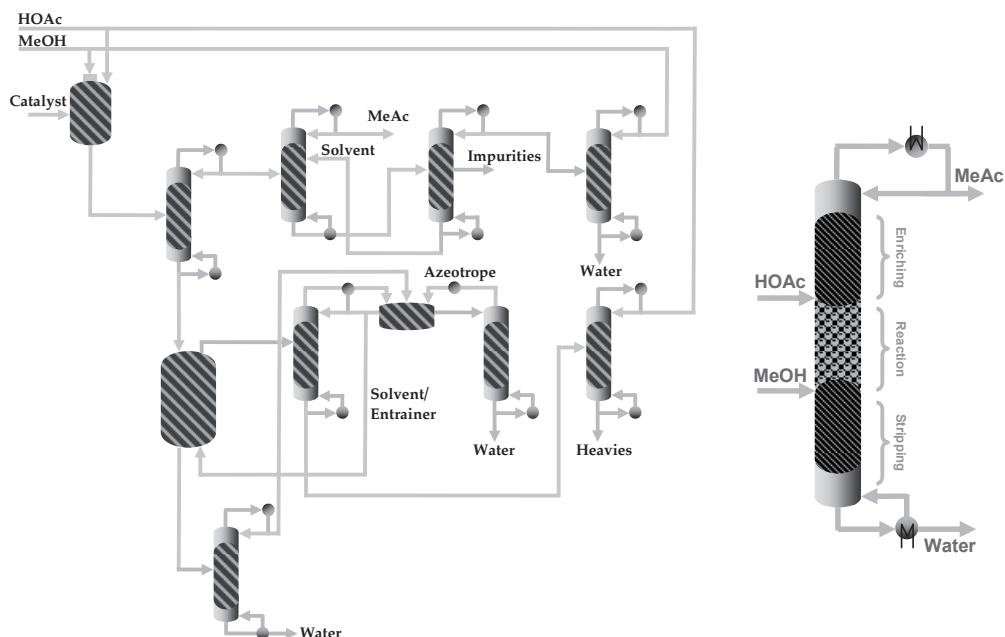 HOAc
MeOH
Catalyst
MeAc
Solvent
Impurities
Water
Azeotrope
Solvent/
Entrainer
Water
Heavies
Water
MeAc
Enriching
HOAc
Reaction
MeOH
Stripping
Water